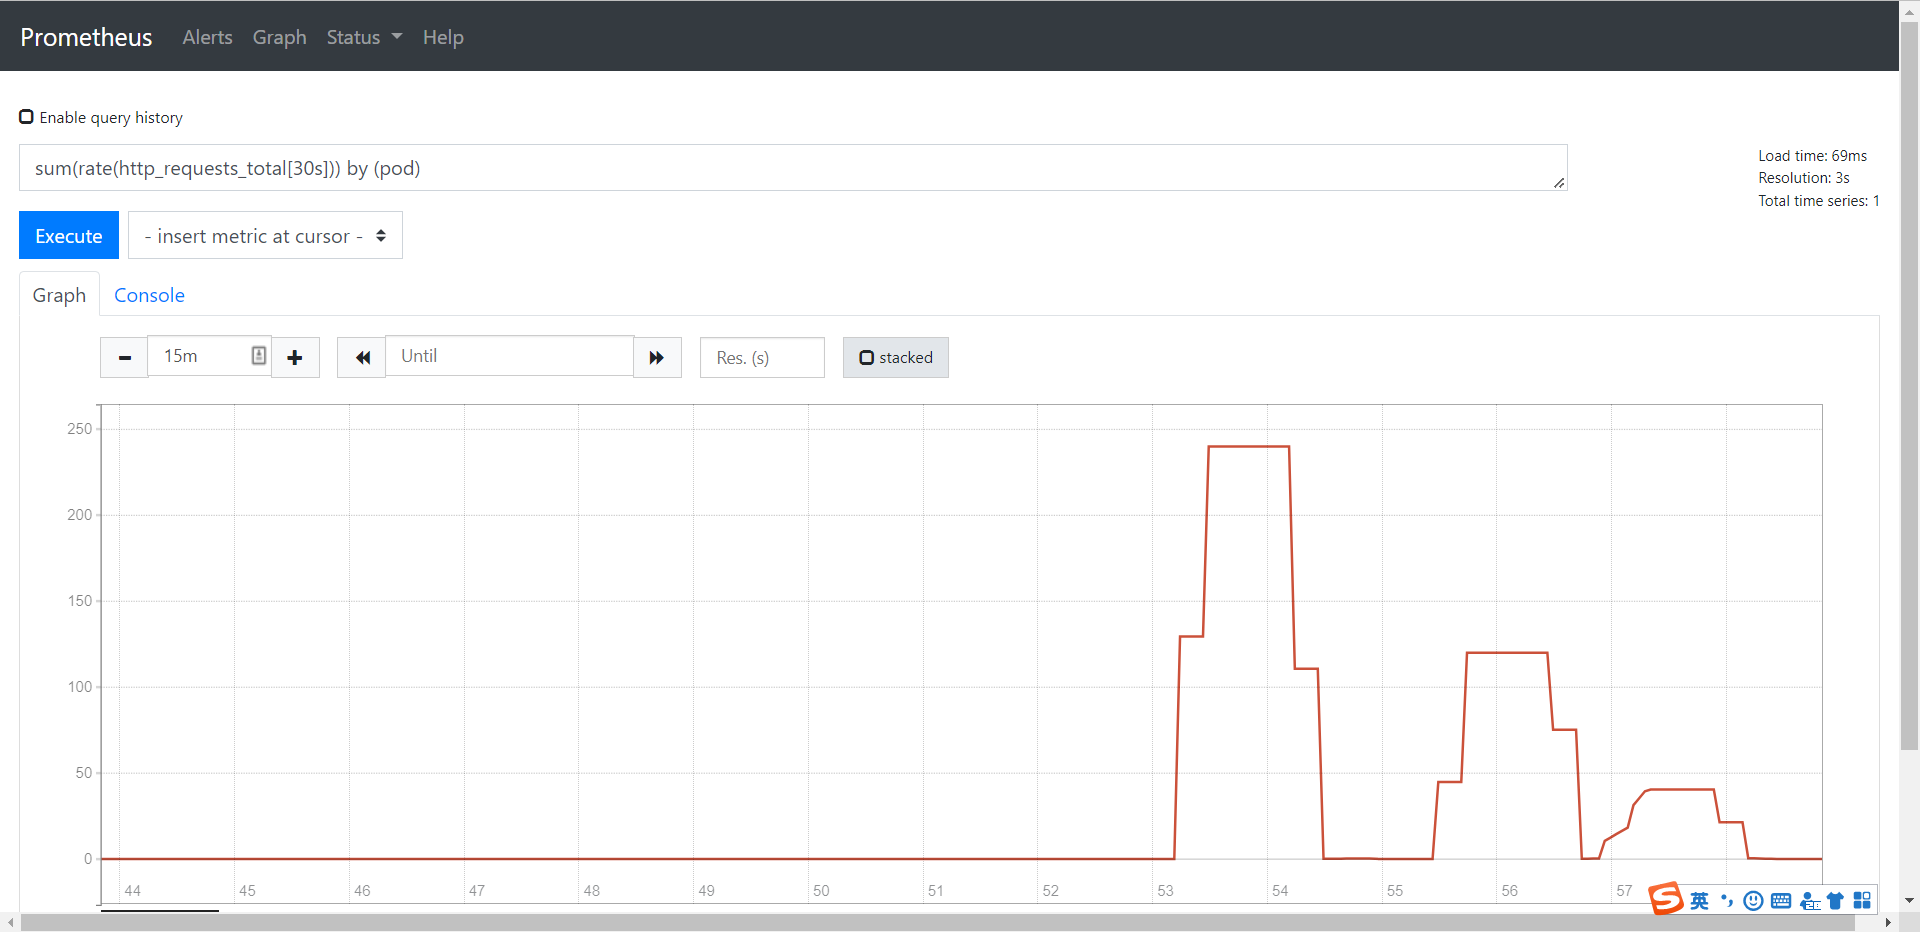 Prometheus Alerts Graph Status Help
Enable query history
sum(rate(http_requests_total[30s])) by (pod)
Load time: 69ms
Resolution: 3s
Total time series: 1
Execute
- insert metric at cursor -
Graph Console
15m
Until
Res. (s)
stacked
250
200
150
100
50
0
44 45 46 47 48 49 50 51 52 53 54 55 56 57
S 英